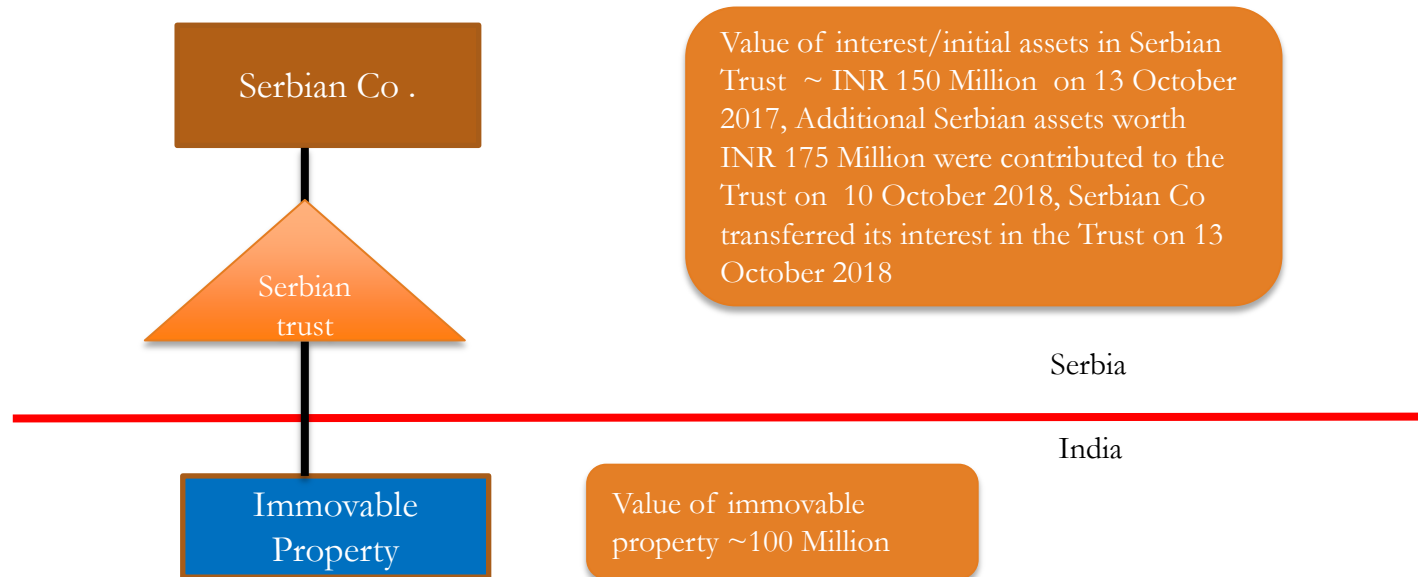 Serbian Co .
Value of interest/initial assets in Serbian
Trust ~ INR 150 Million on 13 October
2017, Additional Serbian assets worth
INR 175 Million were contributed to the
Trust on 10 October 2018, Serbian Co
transferred its interest in the Trust on 13
October 2018
Serbian
trust
Serbia
India
Immovable
Property
Value of immovable
property ~100 Million